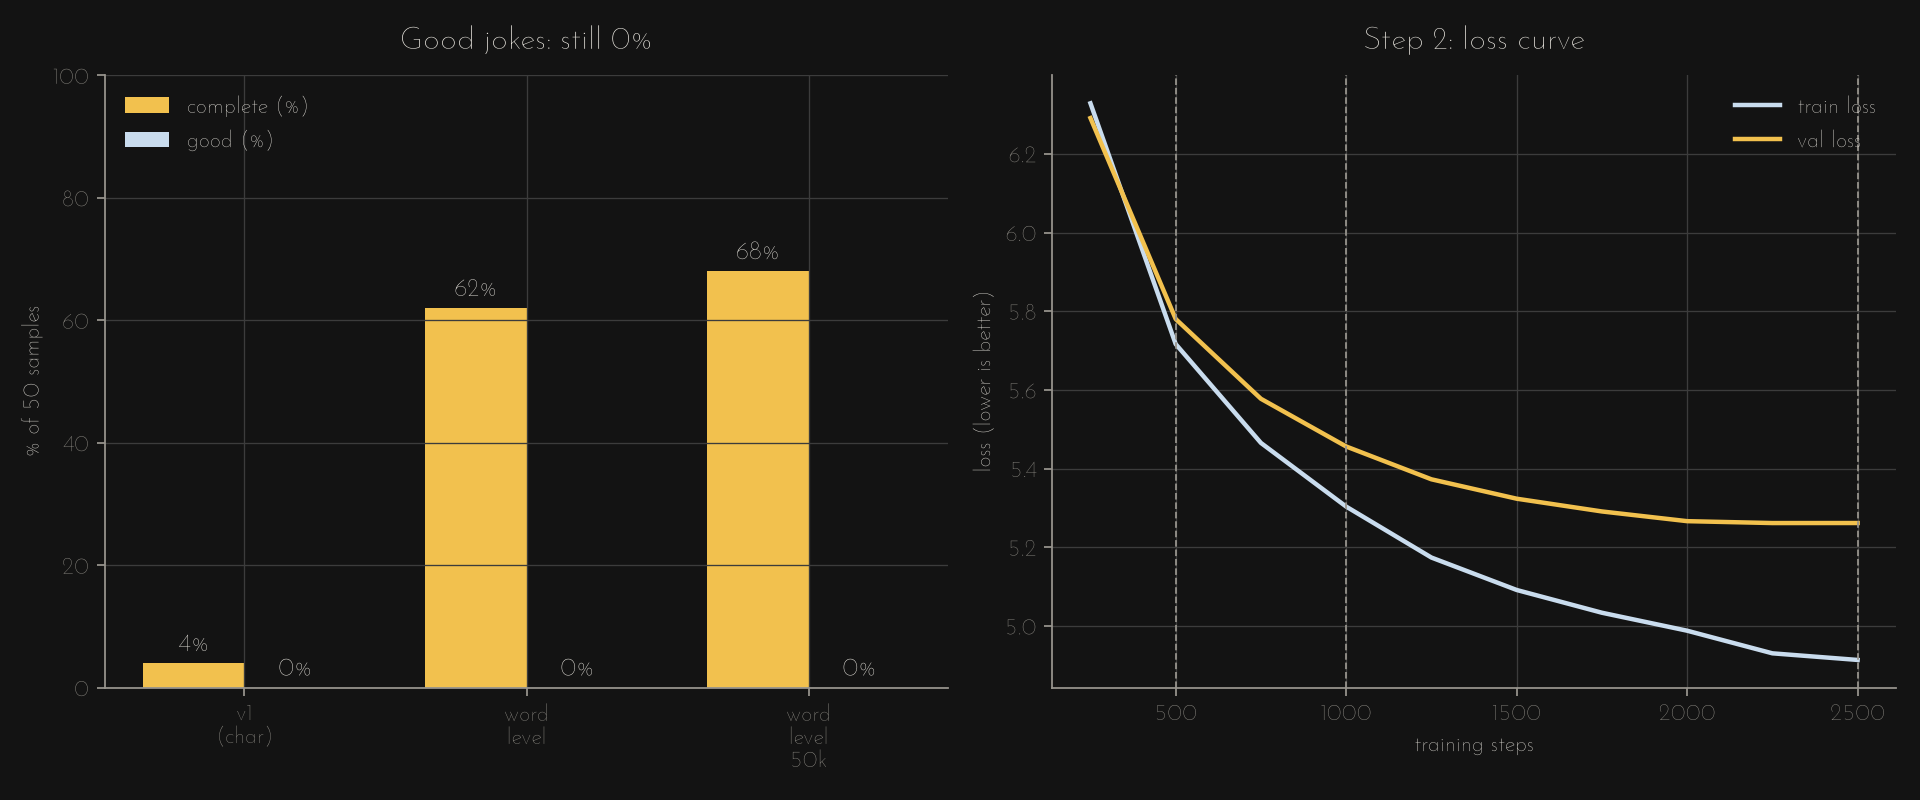 Good jokes: still 0%
100
80
60
40
20
0
% of 50 samples
complete (%)
good (%)
4%
0%
62%
0%
68%
0%
v1
(char)
word
level
word
level
50k
Step 2: loss curve
6.2
6.0
5.8
5.6
5.4
5.2
5.0
loss (lower is better)
train loss
val loss
500
1000
1500
2000
2500
training steps